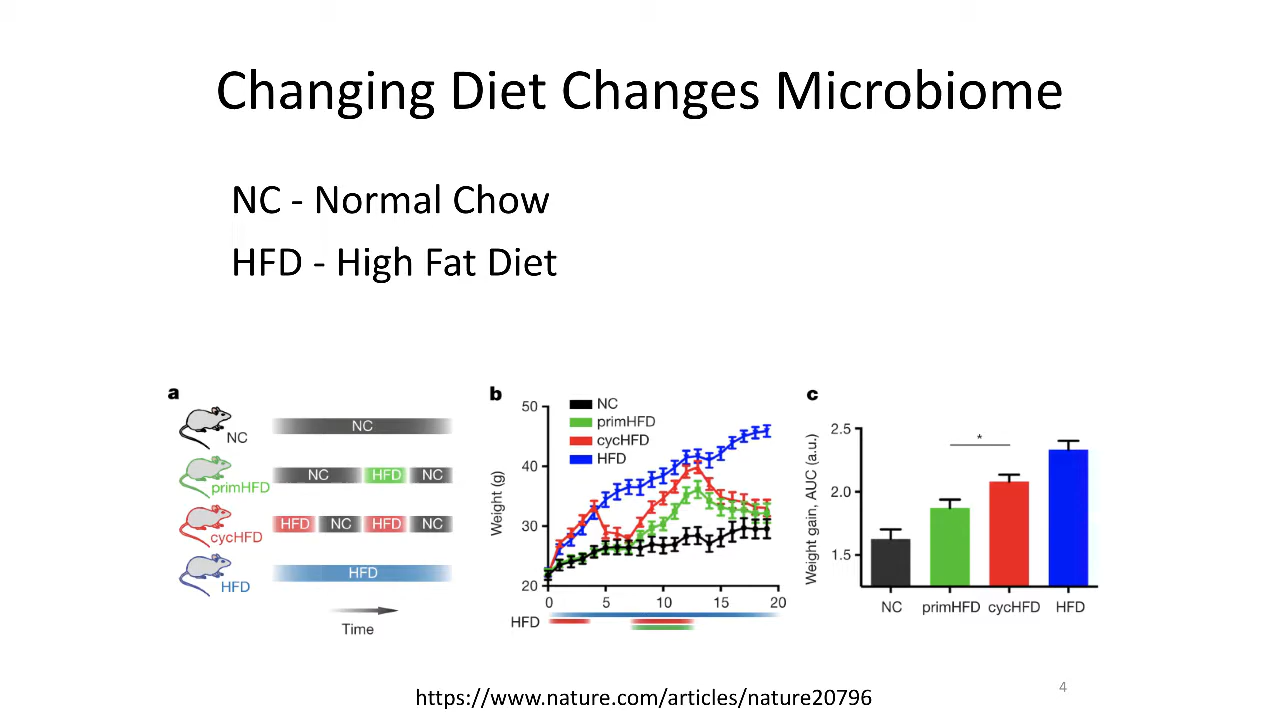 Changing Diet Changes Microbiome
NC - Normal Chow
HFD - High Fat Diet
a
NC
NC
primHFD
NC HFD NC
cycHFD
HFD NC HFD NC
HFD
HFD
Time
b
50
40
30
20
Weight (g)
NC
primHFD
cycHFD
HFD
0 5 10 15 20
HFD
c
2.5
2.0
1.5
Weight gain, AUC (a.u.)
*
NC primHFD cycHFD HFD
https://www.nature.com/articles/nature20796
4